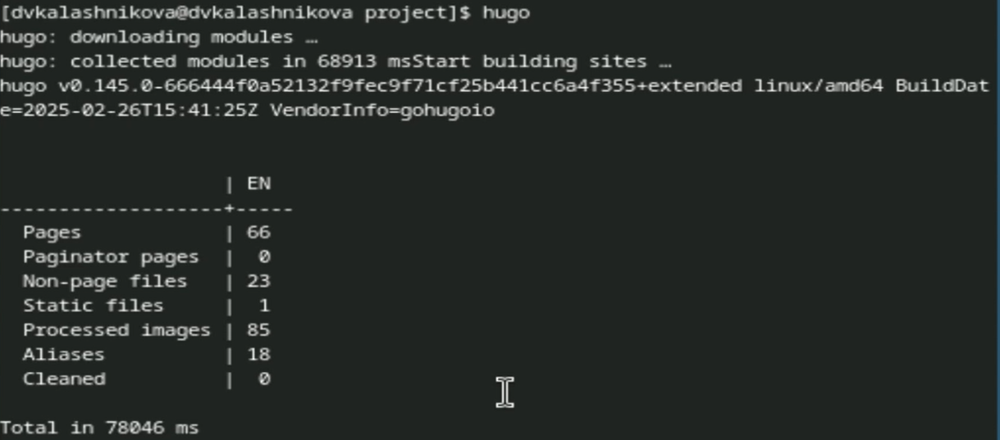 [dvkalashnikova@dvkalashnikova project]$ hugo
hugo: downloading modules …
hugo: collected modules in 68913 msStart building sites …
hugo v0.145.0-666444f0a52132f9fec9f71cf25b441cc6a4f355+extended linux/amd64 BuildDat
e=2025-02-26T15:41:25Z VendorInfo=gohugoio
                   | EN
-------------------+-----
  Pages            | 66
  Paginator pages  |  0
  Non-page files   | 23
  Static files     |  1
  Processed images | 85
  Aliases          | 18
  Cleaned          |  0
Total in 78046 ms